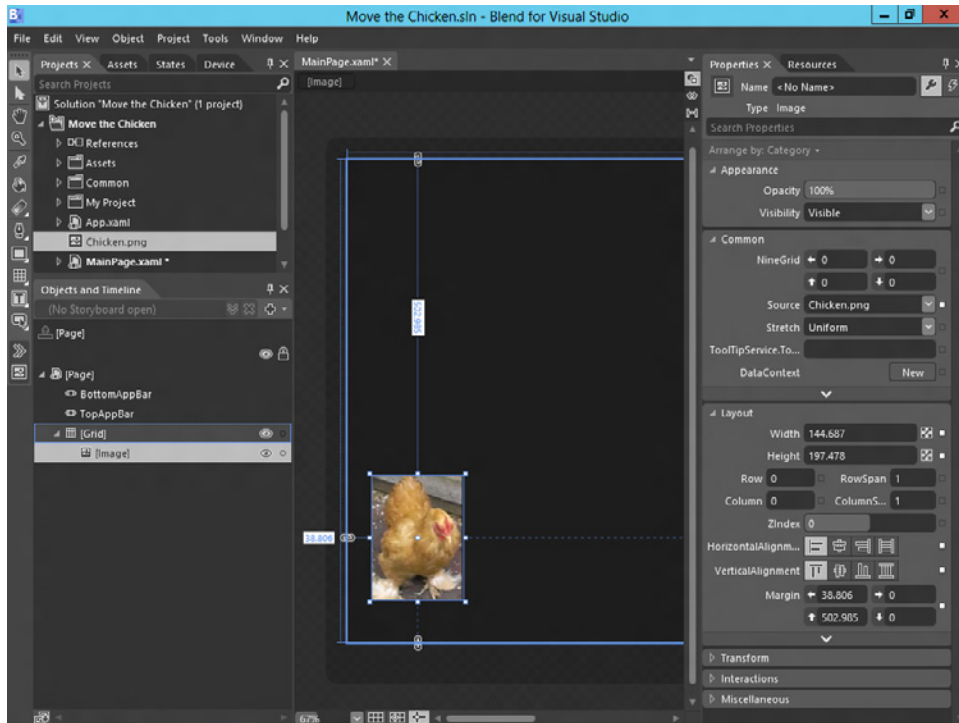 Move the Chicken.sln - Blend for Visual Studio
File Edit View Object Project Tools Window Help
Projects Assets States Device
Search Projects
Solution "Move the Chicken" (1 project)
Move the Chicken
References
Assets
Common
My Project
App.xaml
Chicken.png
MainPage.xaml *
Objects and Timeline
(No Storyboard open)
[Page]
[Page]
BottomAppBar
TopAppBar
[Grid]
[Image]
MainPage.xaml*
[Image]
502.985
38.806
67%
Properties Resources
Name <No Name>
Type Image
Search Properties
Arrange by: Category
Appearance
Opacity 100%
Visibility Visible
Common
NineGrid 0 0
0 0
Source Chicken.png
Stretch Uniform
ToolTipService.To...
DataContext New
Layout
Width 144.687
Height 197.478
Row 0 RowSpan 1
Column 0 ColumnS... 1
ZIndex 0
HorizontalAlignm...
VerticalAlignment
Margin 38.806 0
502.985 0
Transform
Interactions
Miscellaneous